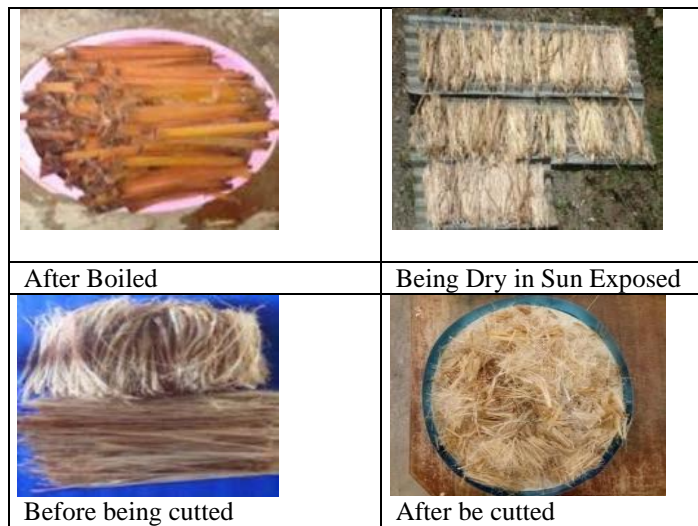 After Boiled
Being Dry in Sun Exposed
Before being cutted
After be cutted